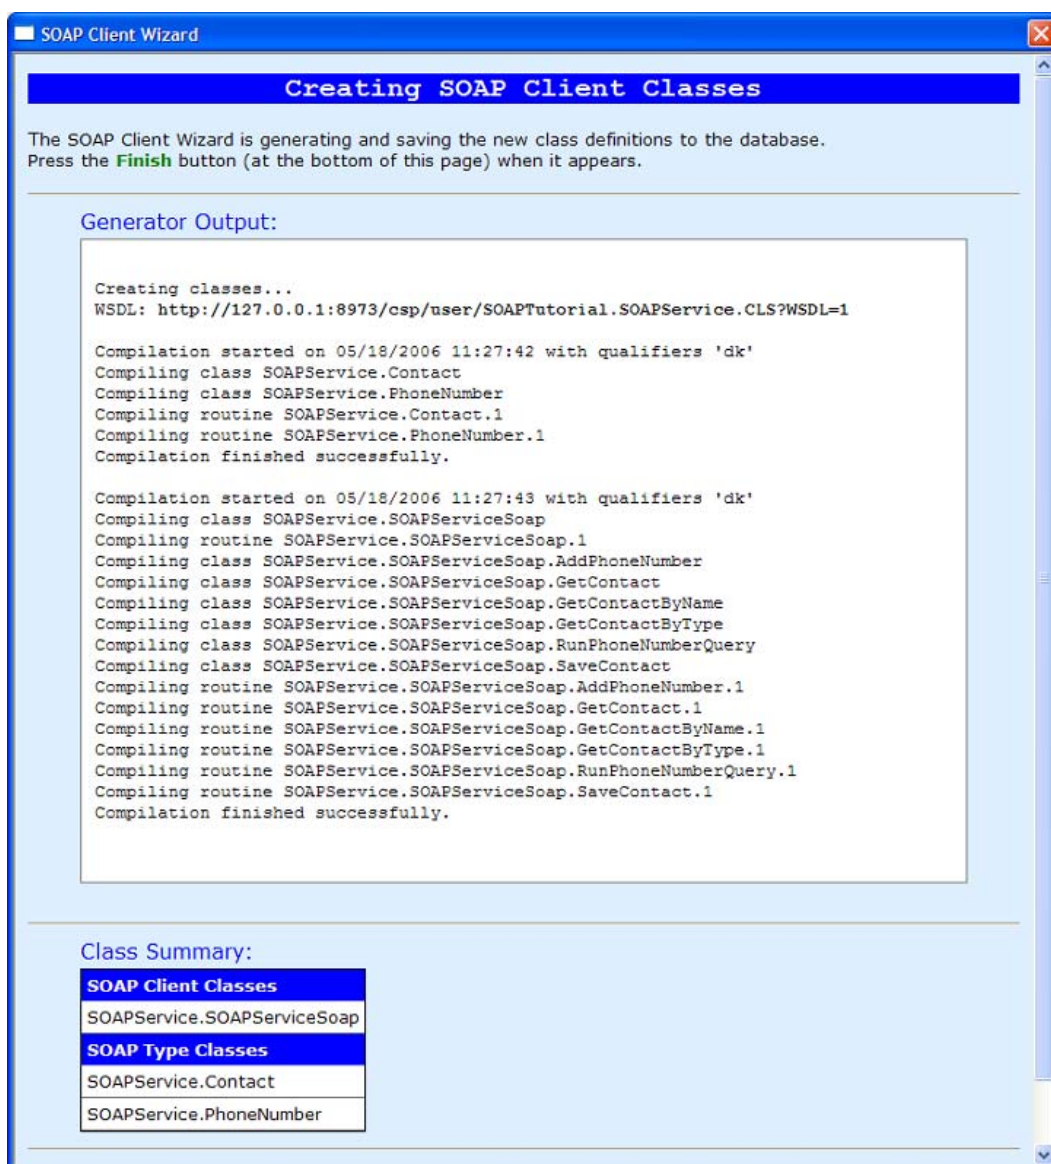 SOAP Client Wizard
Creating SOAP Client Classes
The SOAP Client Wizard is generating and saving the new class definitions to the database.
Press the Finish button (at the bottom of this page) when it appears.
Generator Output:
Creating classes...
WSDL: http://127.0.0.1:8973/csp/user/SOAPTutorial.SOAPService.CLS?WSDL=1
Compilation started on 05/18/2006 11:27:42 with qualifiers 'dk'
Compiling class SOAPService.Contact
Compiling class SOAPService.PhoneNumber
Compiling routine SOAPService.Contact.1
Compiling routine SOAPService.PhoneNumber.1
Compilation finished successfully.
Compilation started on 05/18/2006 11:27:43 with qualifiers 'dk'
Compiling class SOAPService.SOAPServiceSoap
Compiling routine SOAPService.SOAPServiceSoap.1
Compiling class SOAPService.SOAPServiceSoap.AddPhoneNumber
Compiling class SOAPService.SOAPServiceSoap.GetContact
Compiling class SOAPService.SOAPServiceSoap.GetContactByName
Compiling class SOAPService.SOAPServiceSoap.GetContactByType
Compiling class SOAPService.SOAPServiceSoap.RunPhoneNumberQuery
Compiling class SOAPService.SOAPServiceSoap.SaveContact
Compiling routine SOAPService.SOAPServiceSoap.AddPhoneNumber.1
Compiling routine SOAPService.SOAPServiceSoap.GetContact.1
Compiling routine SOAPService.SOAPServiceSoap.GetContactByName.1
Compiling routine SOAPService.SOAPServiceSoap.GetContactByType.1
Compiling routine SOAPService.SOAPServiceSoap.RunPhoneNumberQuery.1
Compiling routine SOAPService.SOAPServiceSoap.SaveContact.1
Compilation finished successfully.
Class Summary:
SOAP Client Classes
SOAPService.SOAPServiceSoap
SOAP Type Classes
SOAPService.Contact
SOAPService.PhoneNumber